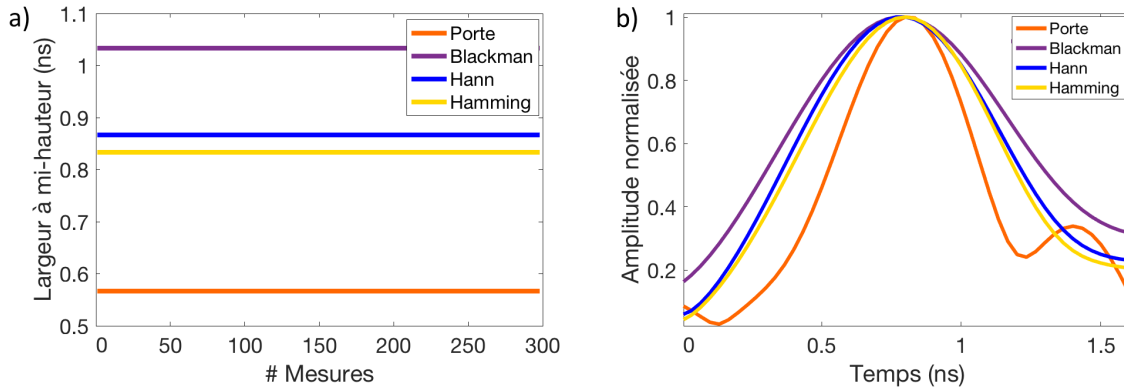 a)
Largeur à mi-hauteur (ns)
1.1
1
0.9
0.8
0.7
0.6
0.5
0
50
100
150
200
250
300
# Mesures
Porte
Blackman
Hann
Hamming
b)
Amplitude normalisée
1
0.8
0.6
0.4
0.2
0
0.5
1
1.5
Temps (ns)
Porte
Blackman
Hann
Hamming